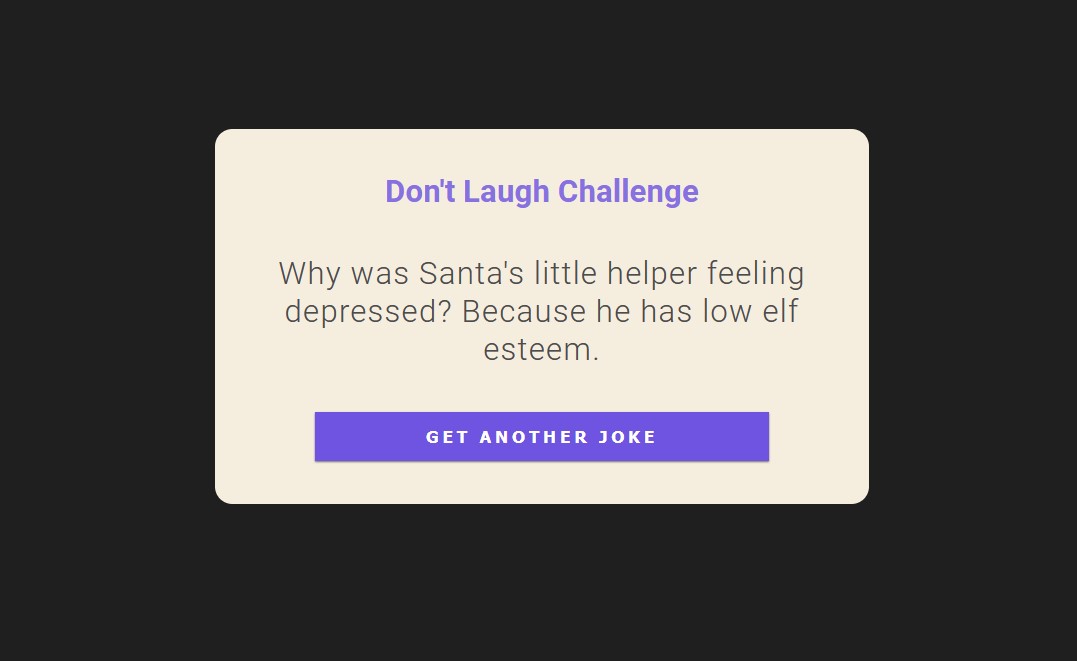 Don't Laugh Challenge
Why was Santa's little helper feeling
depressed? Because he has low elf
esteem.
GET ANOTHER JOKE